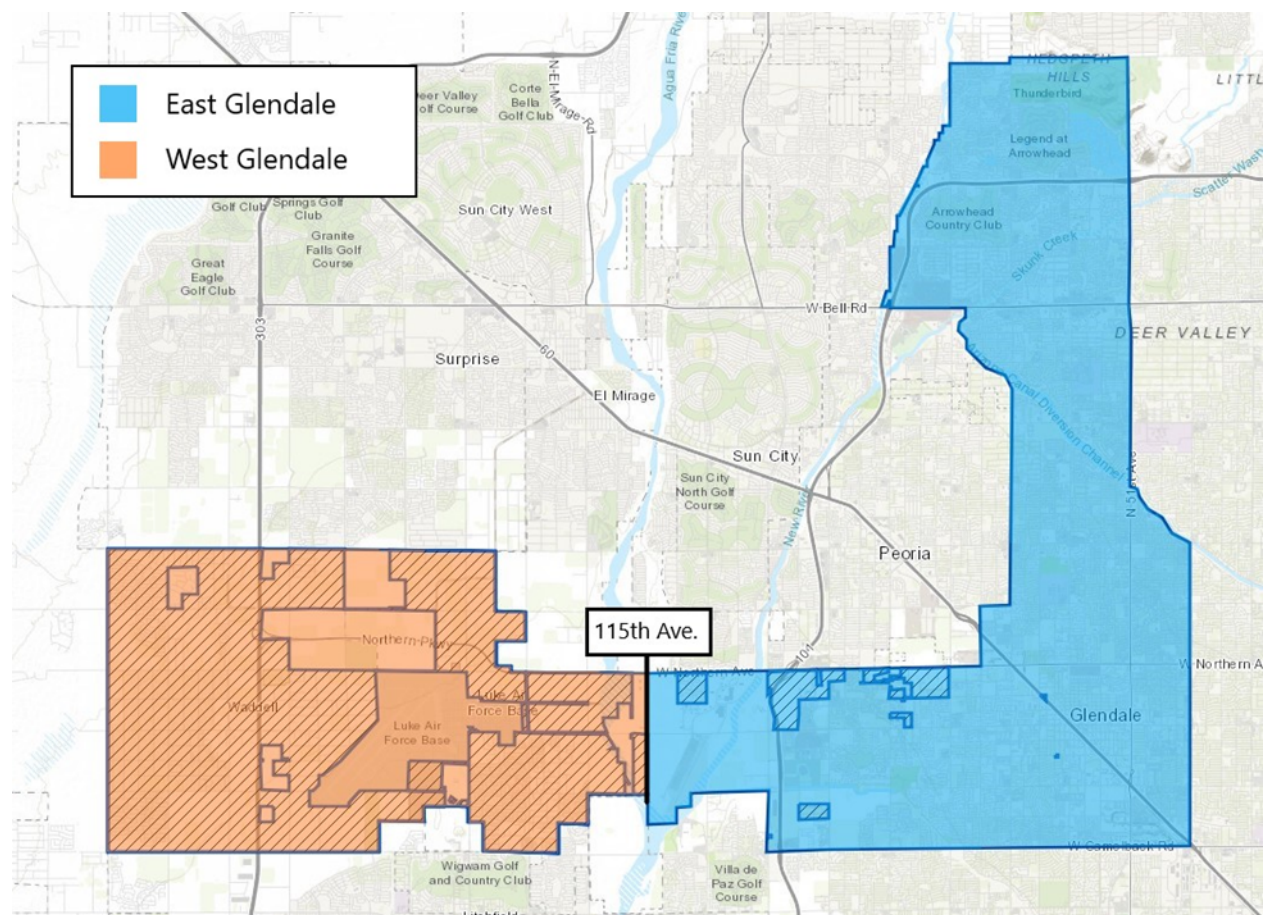 HEDGPETH
HILLS
Thunderbird
East Glendale
West Glendale
Deer Valley
Golf Course
Corte
Bella
Golf Club
N-El-Mirage-Rd
Agua Fria River
Legend at
Arrowhead
Scatter Wash
Golf Club
Springs Golf
Club
Sun City West
Arrowhead
Country Club
Granite
Falls Golf
Course
Skunk Creek
Great
Eagle
Golf Club
W-Bell-Rd
303
DEER VALLEY
Surprise
60
Arizona Canal Diversion Channel
El Mirage
Sun City
Sun City
North Golf
Course
New River
N 51st Ave
Peoria
115th Ave.
Northern Pkwy
101
W-Northern Ave
W-Northern A
Waddell
Luke Air
Force Base
Luke Air
Force Base
Glendale
W-Camelback Rd
Wigwam Golf
and Country Club
Villa de
Paz Golf
Course
Litchfield